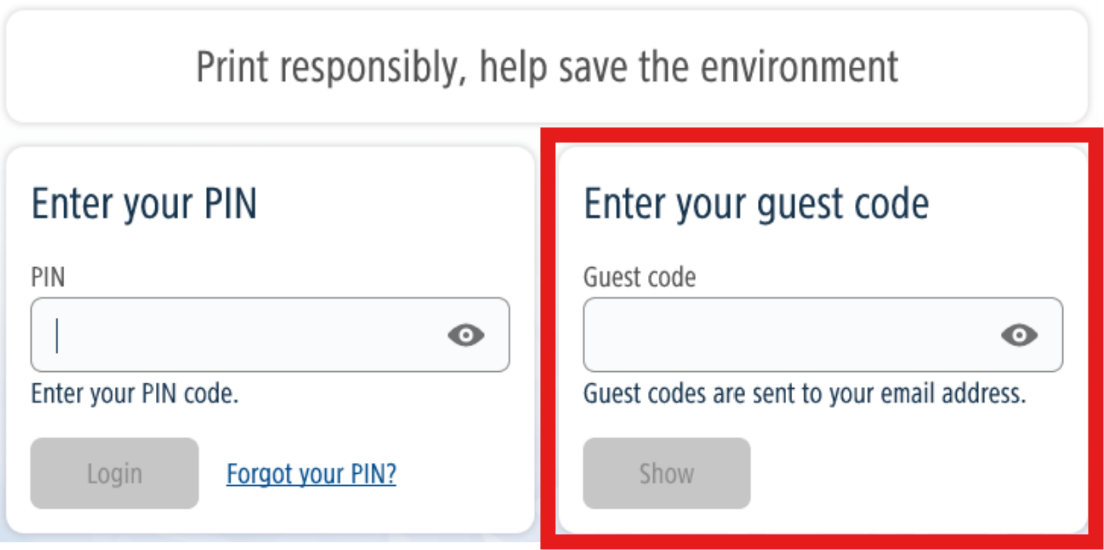 Print responsibly, help save the environment
Enter your PIN
PIN
Enter your PIN code.
Login
Forgot your PIN?
Enter your guest code
Guest code
Guest codes are sent to your email address.
Show